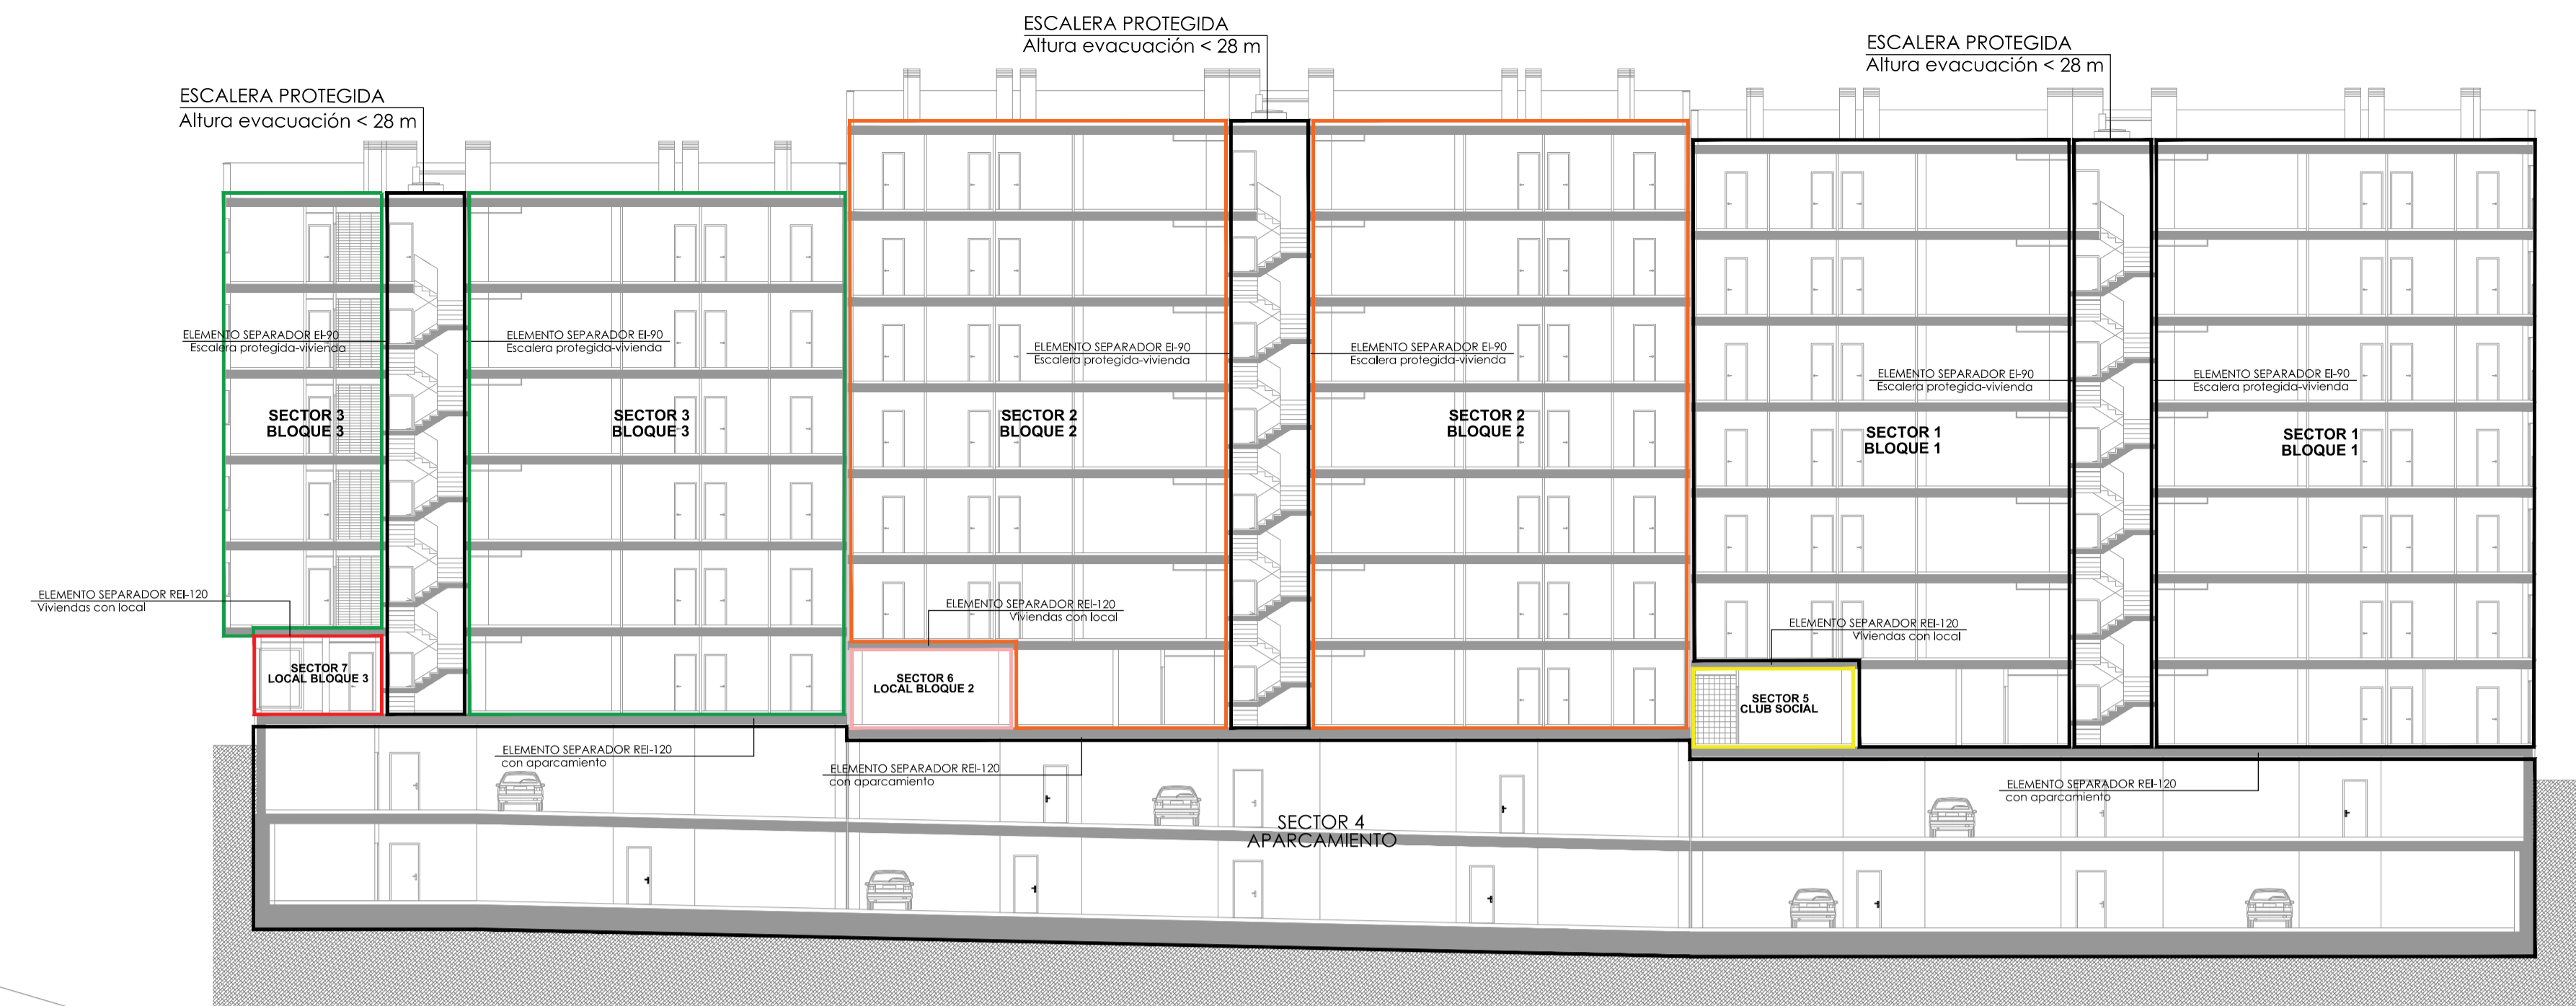 ESCALERA PROTEGIDA
Altura evacuación < 28 m
ESCALERA PROTEGIDA
Altura evacuación < 28 m
ESCALERA PROTEGIDA
Altura evacuación < 28 m
ELEMENTO SEPARADOR EI-90
Escalera protegida-vivienda
ELEMENTO SEPARADOR EI-90
Escalera protegida-vivienda
ELEMENTO SEPARADOR EI-90
Escalera protegida-vivienda
ELEMENTO SEPARADOR EI-90
Escalera protegida-vivienda
ELEMENTO SEPARADOR EI-90
Escalera protegida-vivienda
ELEMENTO SEPARADOR EI-90
Escalera protegida-vivienda
SECTOR 3
BLOQUE 3
SECTOR 3
BLOQUE 3
SECTOR 2
BLOQUE 2
SECTOR 2
BLOQUE 2
SECTOR 1
BLOQUE 1
SECTOR 1
BLOQUE 1
ELEMENTO SEPARADOR REI-120
Viviendas con local
ELEMENTO SEPARADOR REI-120
Viviendas con local
ELEMENTO SEPARADOR REI-120
Viviendas con local
SECTOR 7
LOCAL BLOQUE 3
SECTOR 6
LOCAL BLOQUE 2
SECTOR 5
CLUB SOCIAL
ELEMENTO SEPARADOR REI-120
con aparcamiento
ELEMENTO SEPARADOR REI-120
con aparcamiento
ELEMENTO SEPARADOR REI-120
con aparcamiento
SECTOR 4
APARCAMIENTO